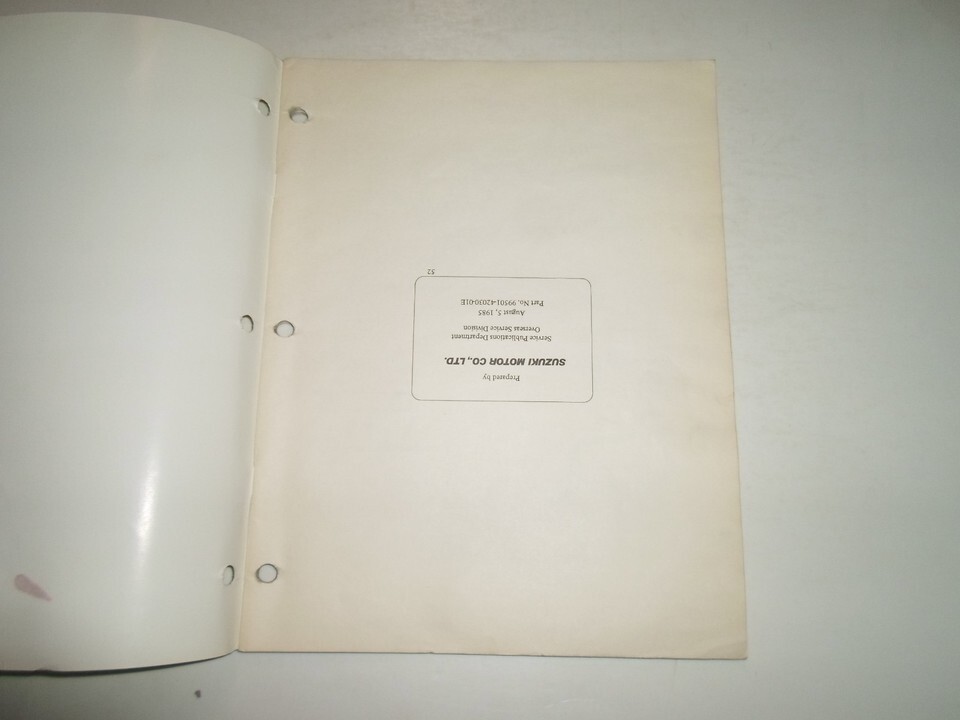 Prepared by
SUZUKI MOTOR CO., LTD.
Service Publications Department
Overseas Service Division
August 5, 1985
Part No. 99501-42030-01E
52